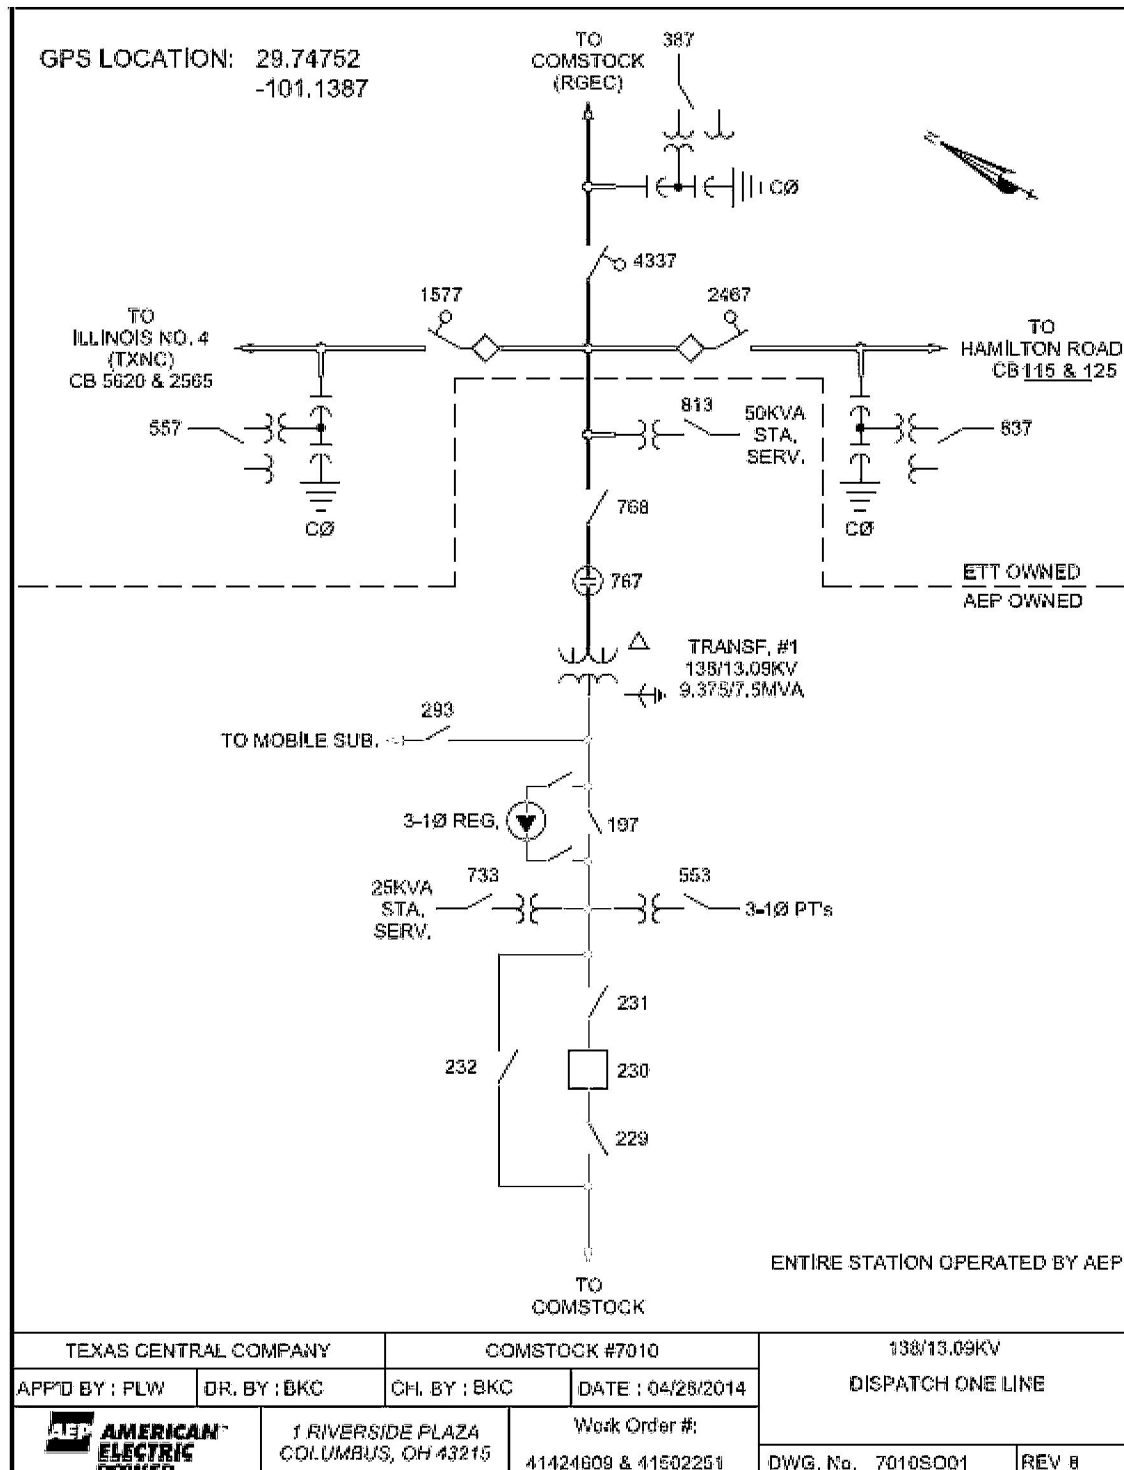 GPS LOCATION: 29.74752
-101.1387
TO
COMSTOCK
(RGEC)
387
CØ
4337
1577
2467
TO
ILLINOIS NO. 4
(TXNC)
CB 5620 & 2565
TO
HAMILTON ROAD
CB 115 & 125
557
CØ
813
50KVA
STA.
SERV.
837
CØ
768
767
ETT OWNED
AEP OWNED
TRANSF. #1
138/13.09KV
9.375/7.5MVA
293
TO MOBILE SUB.
3-1Ø REG.
197
733
25KVA
STA.
SERV.
553
3-1Ø PT's
231
232
230
229
ENTIRE STATION OPERATED BY AEP
TO
COMSTOCK
TEXAS CENTRAL COMPANY
COMSTOCK #7010
138/13.09KV
DISPATCH ONE LINE
APP'D BY : PLW
DR. BY : BKC
CH. BY : BKC
DATE : 04/28/2014
AEP AMERICAN
ELECTRIC
POWER
1 RIVERSIDE PLAZA
COLUMBUS, OH 43215
Work Order #:
41424609 & 41502251
DWG. No. 7010SO01
REV 8